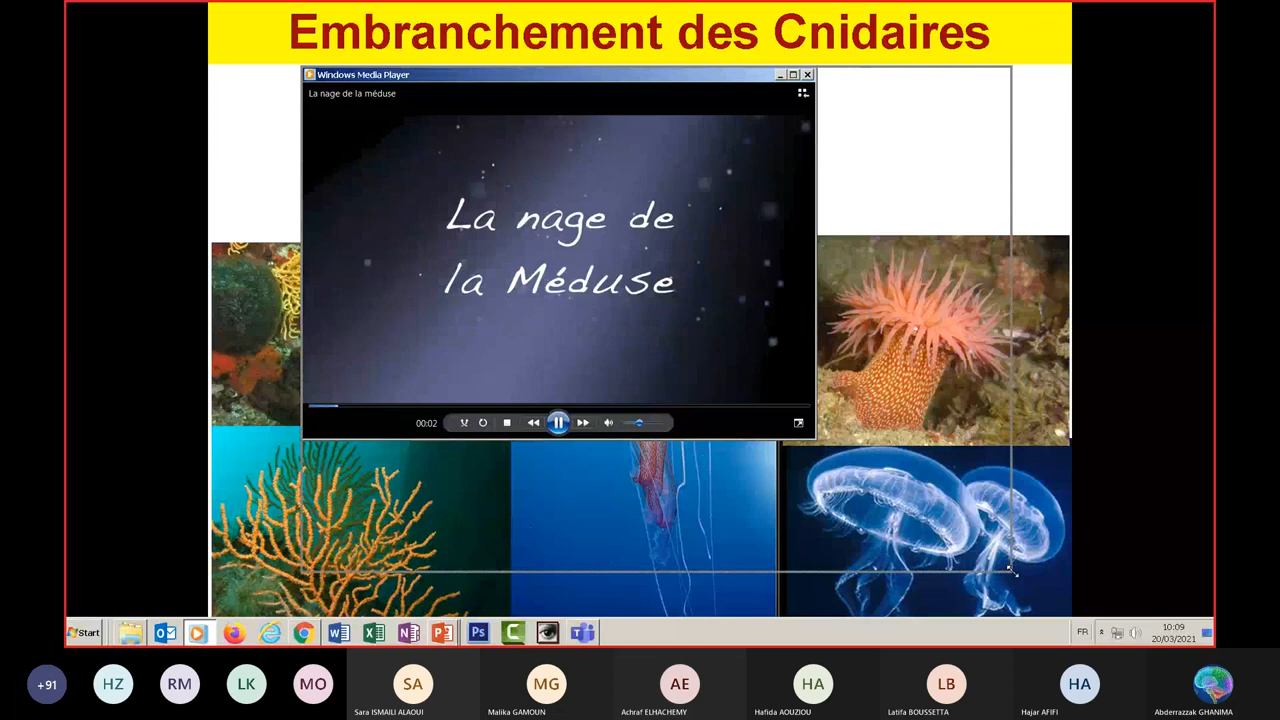 Embranchement des Cnidaires
Windows Media Player
La nage de la méduse
La nage de
la Méduse
00:02
Start
FR
10:09
20/03/2021
+91
HZ
RM
LK
MO
SA
MG
AE
HA
LB
HA
Sara ISMAILI ALAOUI
Malika GAMOUN
Achraf ELHACHEMY
Hafida AOUZIOU
Latifa BOUSSETTA
Hajar AFIFI
Abderrazzak GHANIMA